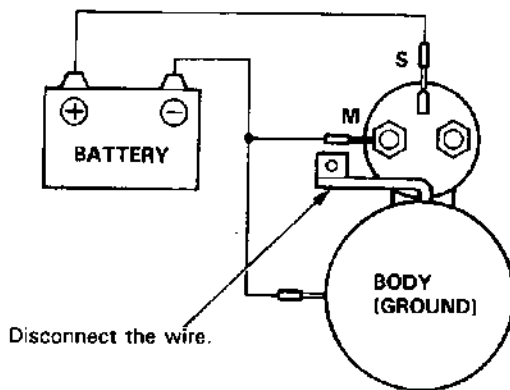 S
M
+ −
BATTERY
BODY
(GROUND)
Disconnect the wire.